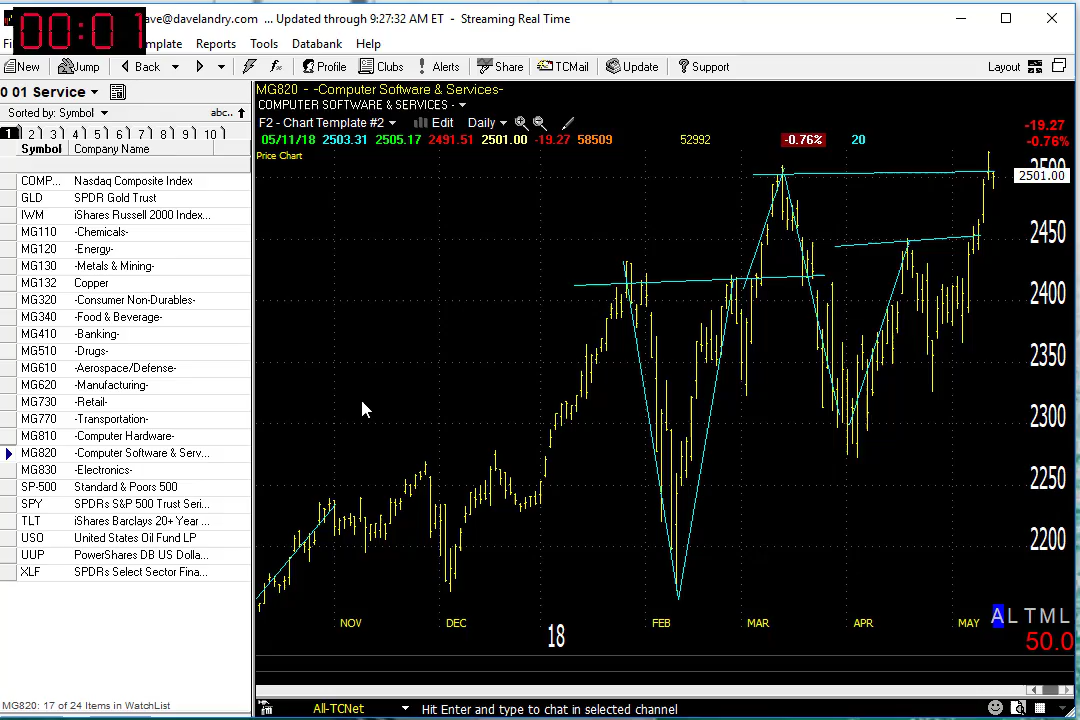 00:01
ave@davelandry.com ... Updated through 9:27:32 AM ET - Streaming Real Time
mplate Reports Tools Databank Help
New Jump Back Profile Clubs Alerts Share TCMail Update Support Layout
0 01 Service
MG820 - -Computer Software & Services-
COMPUTER SOFTWARE & SERVICES -
Sorted by: Symbol abc..
F2 - Chart Template #2 Edit Daily
1 2 3 4 5 6 7 8 9 10
05/11/18 2503.31 2505.17 2491.51 2501.00 -19.27 58509 52992 -0.76% 20
-19.27
-0.76%
Symbol Company Name
Price Chart
COMP... Nasdaq Composite Index
GLD SPDR Gold Trust
IWM iShares Russell 2000 Index...
MG110 -Chemicals-
MG120 -Energy-
MG130 -Metals & Mining-
MG132 Copper
MG320 -Consumer Non-Durables-
MG340 -Food & Beverage-
MG410 -Banking-
MG510 -Drugs-
MG610 -Aerospace/Defense-
MG620 -Manufacturing-
MG730 -Retail-
MG770 -Transportation-
MG810 -Computer Hardware-
MG820 -Computer Software & Serv...
MG830 -Electronics-
SP-500 Standard & Poors 500
SPY SPDRs S&P 500 Trust Seri...
TLT iShares Barclays 20+ Year ...
USO United States Oil Fund LP
UUP PowerShares DB US Dolla...
XLF SPDRs Select Sector Fina...
2500
2501.00
2450
2400
2350
2300
2250
2200
NOV DEC 18 FEB MAR APR MAY
A L T M L
50.0
MG820: 17 of 24 Items in WatchList
All-TCNet Hit Enter and type to chat in selected channel